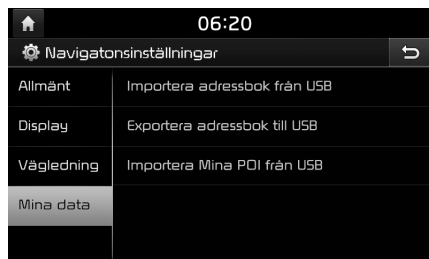 06:20
Navigatonsinställningar
Allmänt
Importera adressbok från USB
Display
Exportera adressbok till USB
Vägledning
Importera Mina POI från USB
Mina data